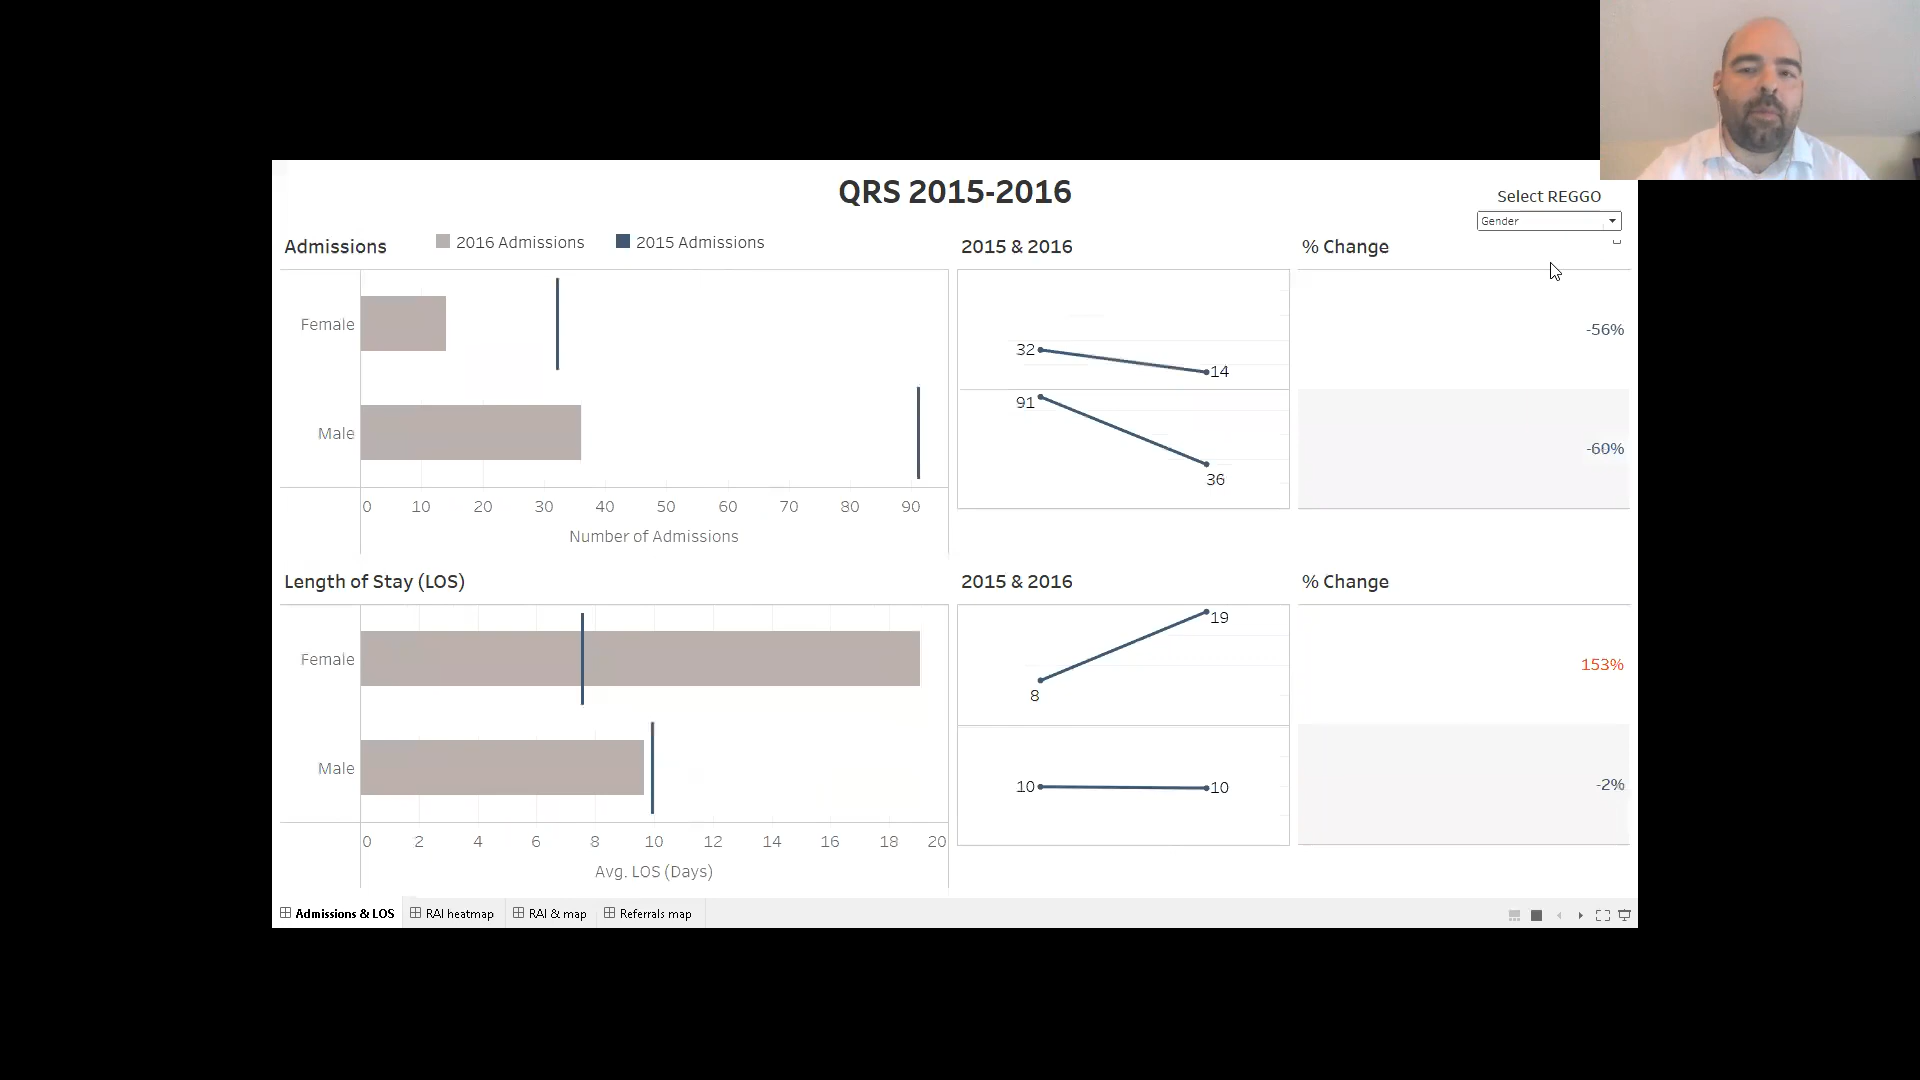 QRS 2015-2016
Select REGGO
Gender
Admissions
2016 Admissions
2015 Admissions
2015 & 2016
% Change
Female
32
14
-56%
Male
91
36
-60%
0 10 20 30 40 50 60 70 80 90
Number of Admissions
Length of Stay (LOS)
2015 & 2016
% Change
Female
8
19
153%
Male
10
10
-2%
0 2 4 6 8 10 12 14 16 18 20
Avg. LOS (Days)
Admissions & LOS
RAI heatmap
RAI & map
Referrals map